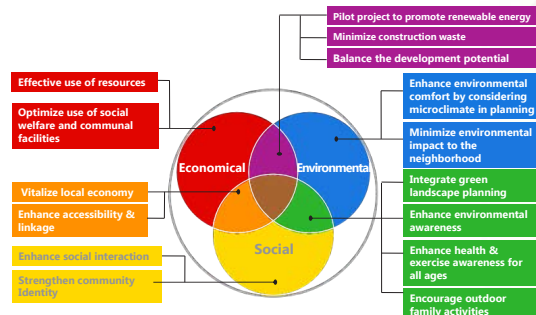 Pilot project to promote renewable energy
Minimize construction waste
Balance the development potential
Effective use of resources
Optimize use of social
welfare and communal
facilities
Enhance environmental
comfort by considering
microclimate in planning
Minimize environmental
impact to the
neighborhood
Economical
Environmental
Vitalize local economy
Enhance accessibility &
linkage
Integrate green
landscape planning
Enhance environmental
awareness
Enhance social interaction
Strengthen community
Identity
Social
Enhance health &
exercise awareness for
all ages
Encourage outdoor
family activities